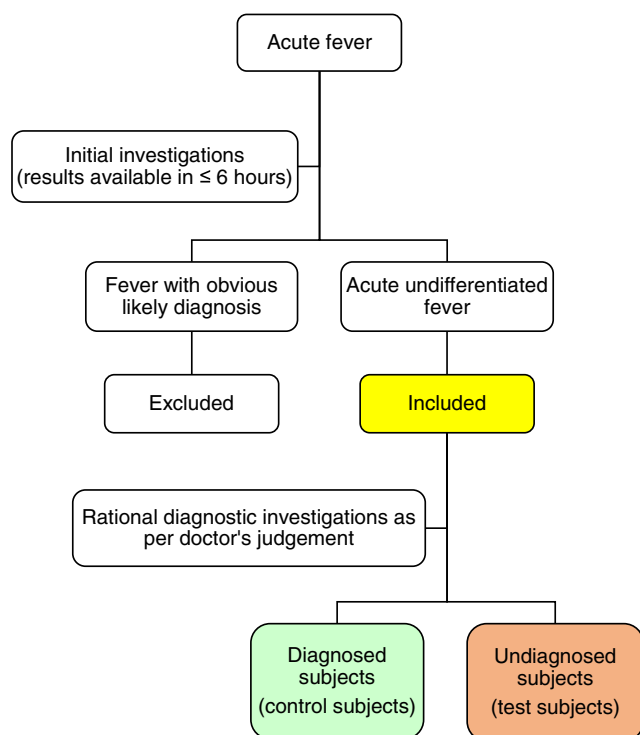 Acute fever
Initial investigations
(results available in ≤ 6 hours)
Fever with obvious
likely diagnosis
Acute undifferentiated
fever
Excluded
Included
Rational diagnostic investigations as
per doctor's judgement
Diagnosed
subjects
(control subjects)
Undiagnosed
subjects
(test subjects)